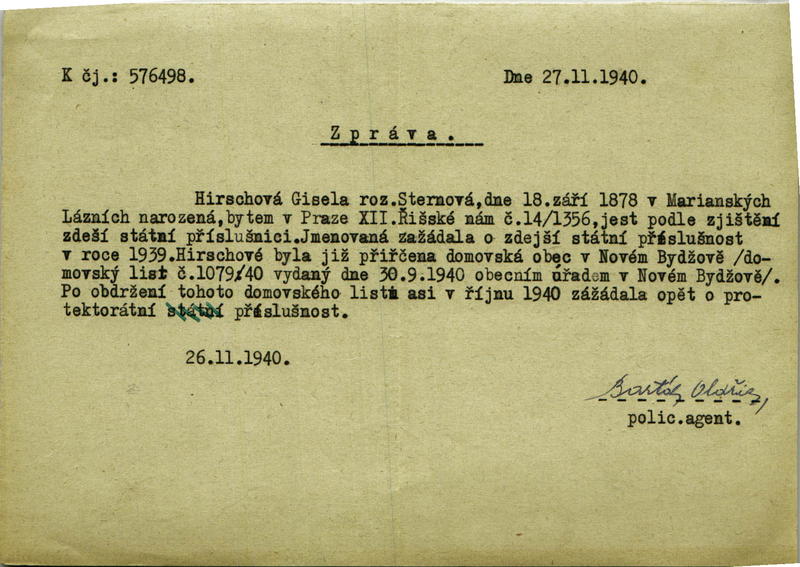 K čj.: 576498.
Dne 27.11.1940.
Zpráva.
Hirschová Gisela roz.Sternová,dne 18.září 1878 v Marianských
Lázních narozená,bytem v Praze XII.Říšské nám č.14/1356,jest podle zjištění
zdeší státní příslušnici.Jmenovaná zažádala o zdejší státní příslušnost
v roce 1939.Hirschové byla již přiřčena domovská obec v Novém Bydžově /do-
movský list č.1079/40 vydaný dne 30.9.1940 obecním úřadem v Novém Bydžově/.
Po obdržení tohoto domovského listu asi v říjnu 1940 zážádala opět o pro-
tektorátní státní příslušnost.
26.11.1940.
Barták Oldřich,
polic.agent.